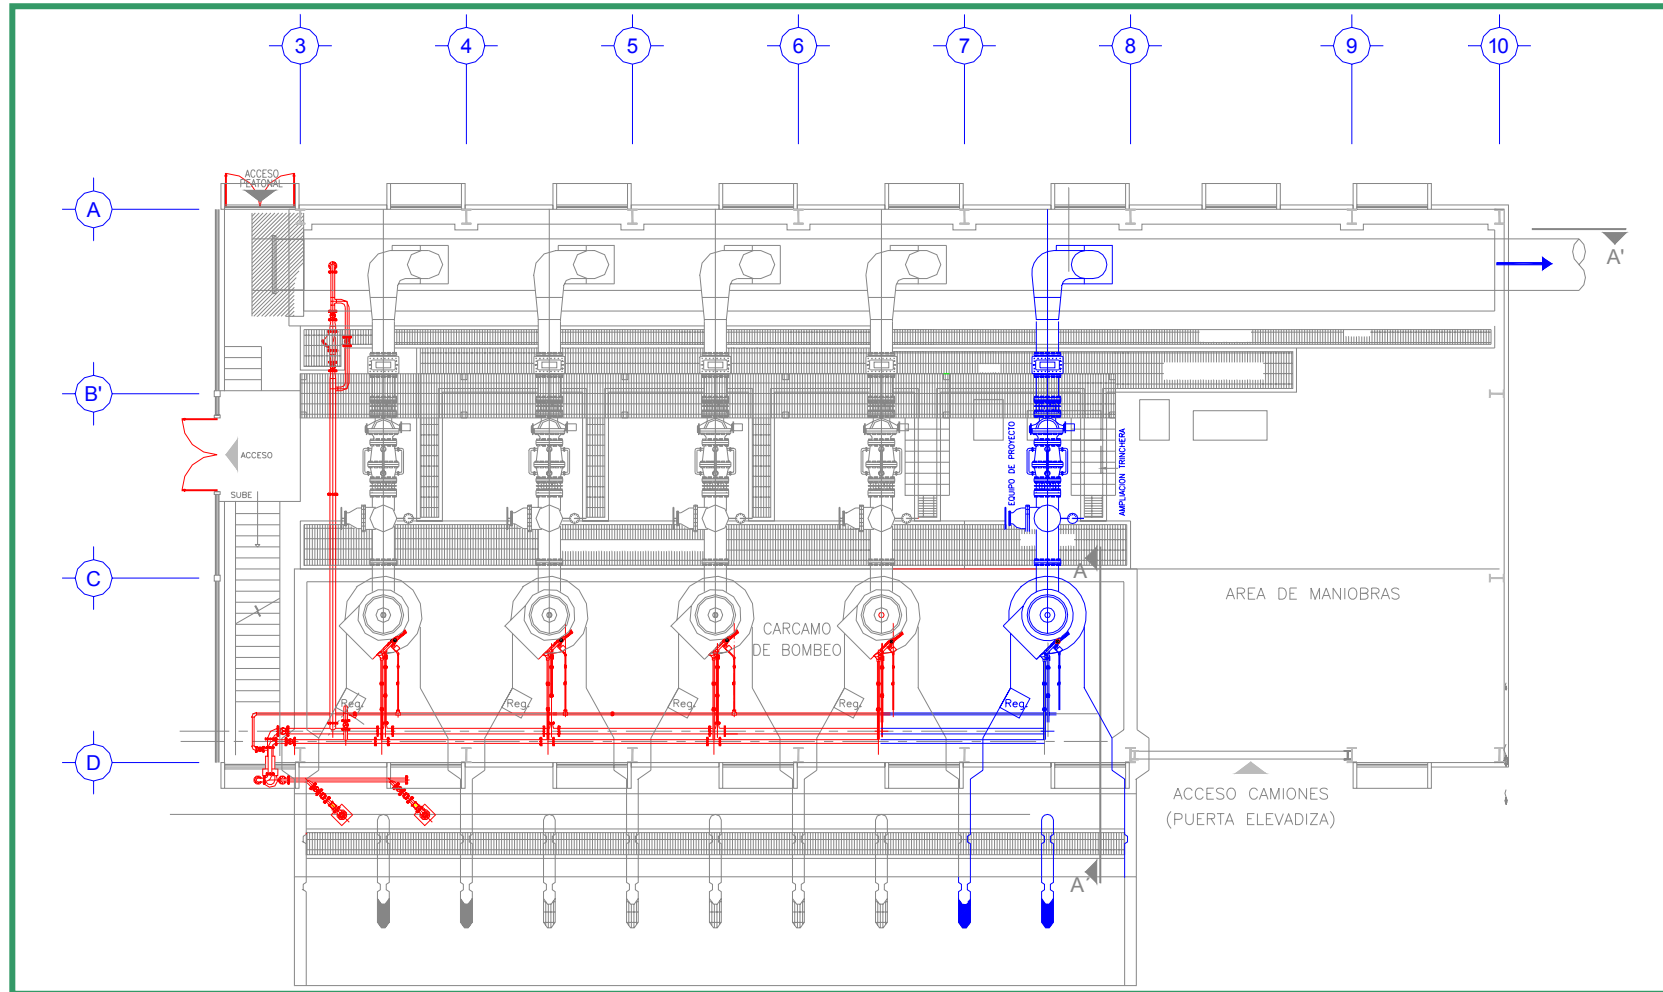 3 4 5 6 7 8 9 10
ACCESO
PEATONAL
A
A'
B'
ACCESO
SUBE
EQUIPO DE PROYECTO
AMPLIACION TRINCHERA
C
A
AREA DE MANIOBRAS
CARCAMO
DE BOMBEO
Reg. Reg. Reg. Reg. Reg.
D
ACCESO CAMIONES
(PUERTA ELEVADIZA)
A'